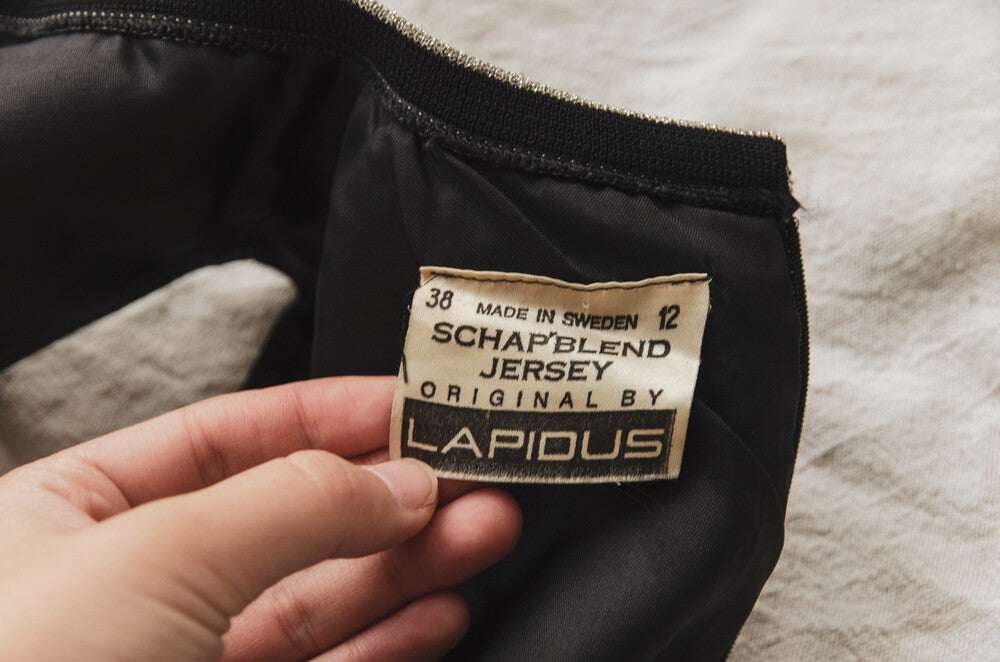 38 MADE IN SWEDEN 12
SCHAP'BLEND
JERSEY
ORIGINAL BY
LAPIDUS